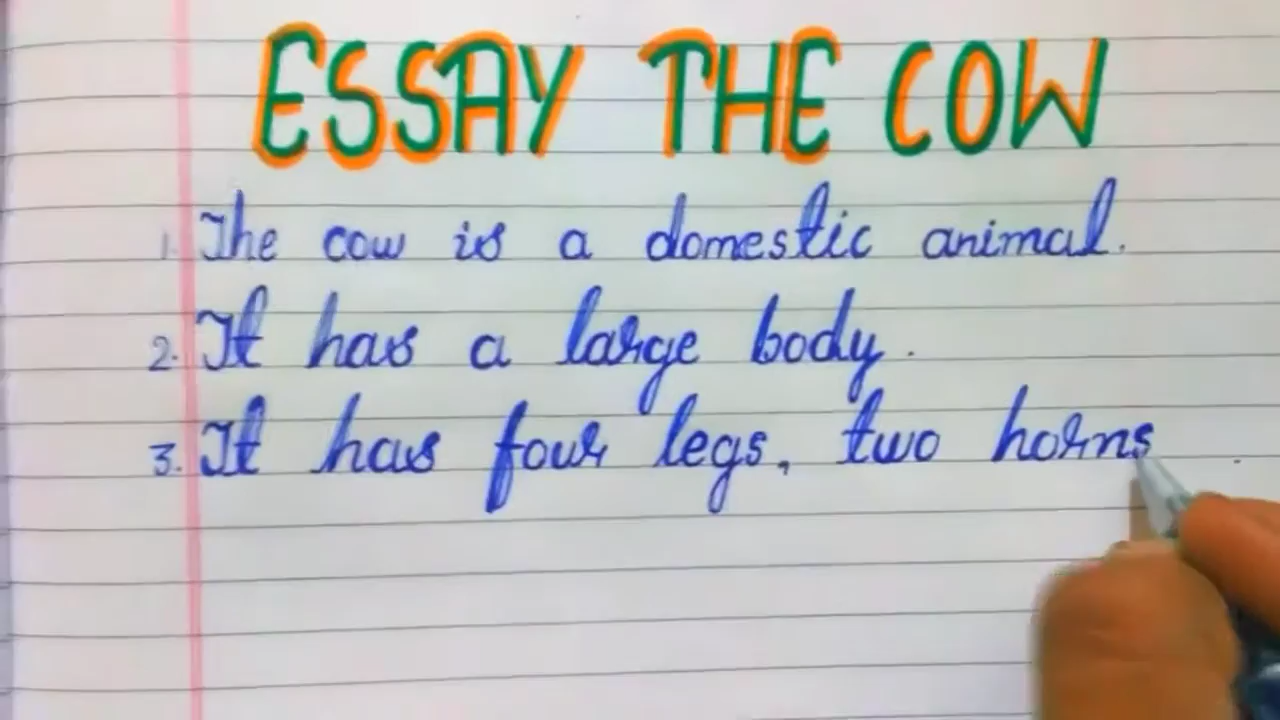 ESSAY THE COW
1. The cow is a domestic animal.
2. It has a large body.
3. It has four legs, two horns